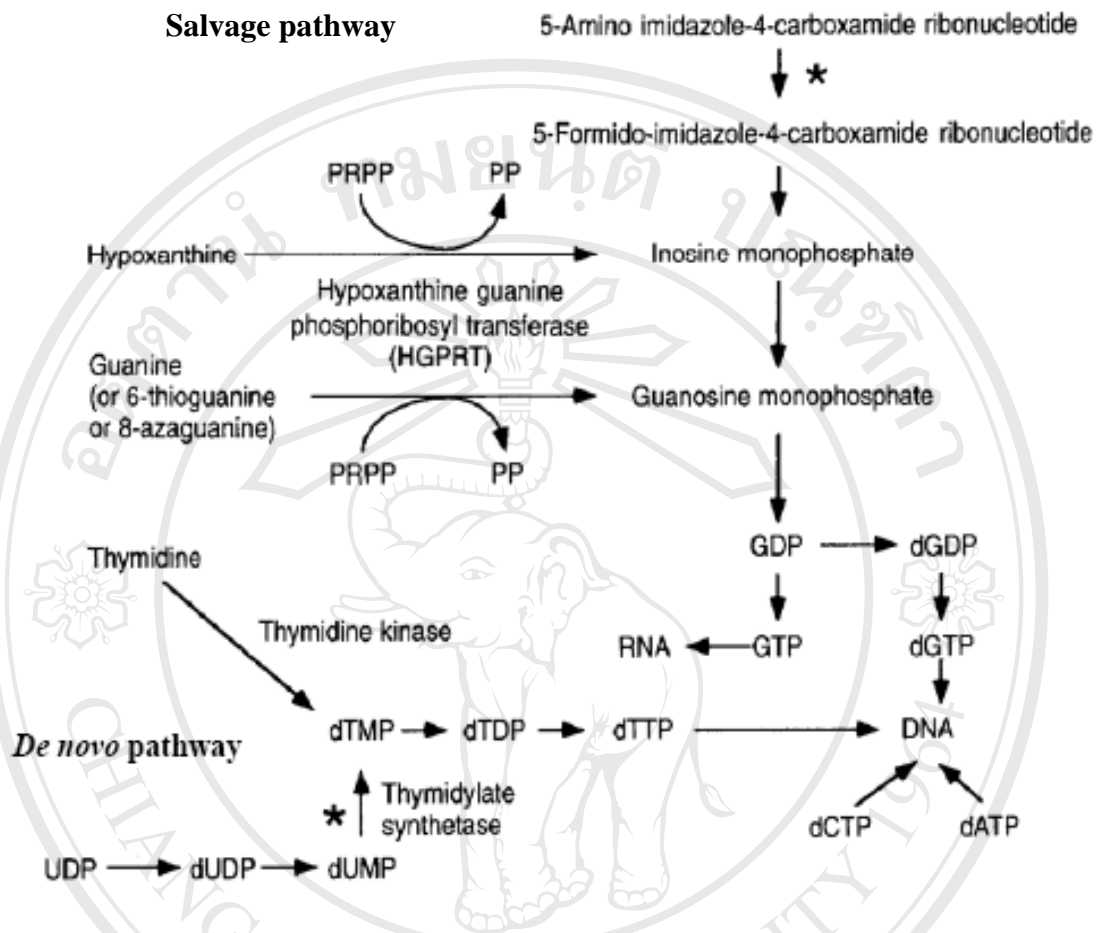 Salvage pathway
5-Amino imidazole-4-carboxamide ribonucleotide
*
5-Formido-imidazole-4-carboxamide ribonucleotide
PRPP PP
Hypoxanthine
Inosine monophosphate
Hypoxanthine guanine
phosphoribosyl transferase
(HGPRT)
Guanine
(or 6-thioguanine
or 8-azaguanine)
Guanosine monophosphate
PRPP PP
Thymidine
GDP dGDP
Thymidine kinase
RNA GTP dGTP
dTMP dTDP dTTP DNA
De novo pathway
* Thymidylate
synthetase
dCTP dATP
UDP dUDP dUMP